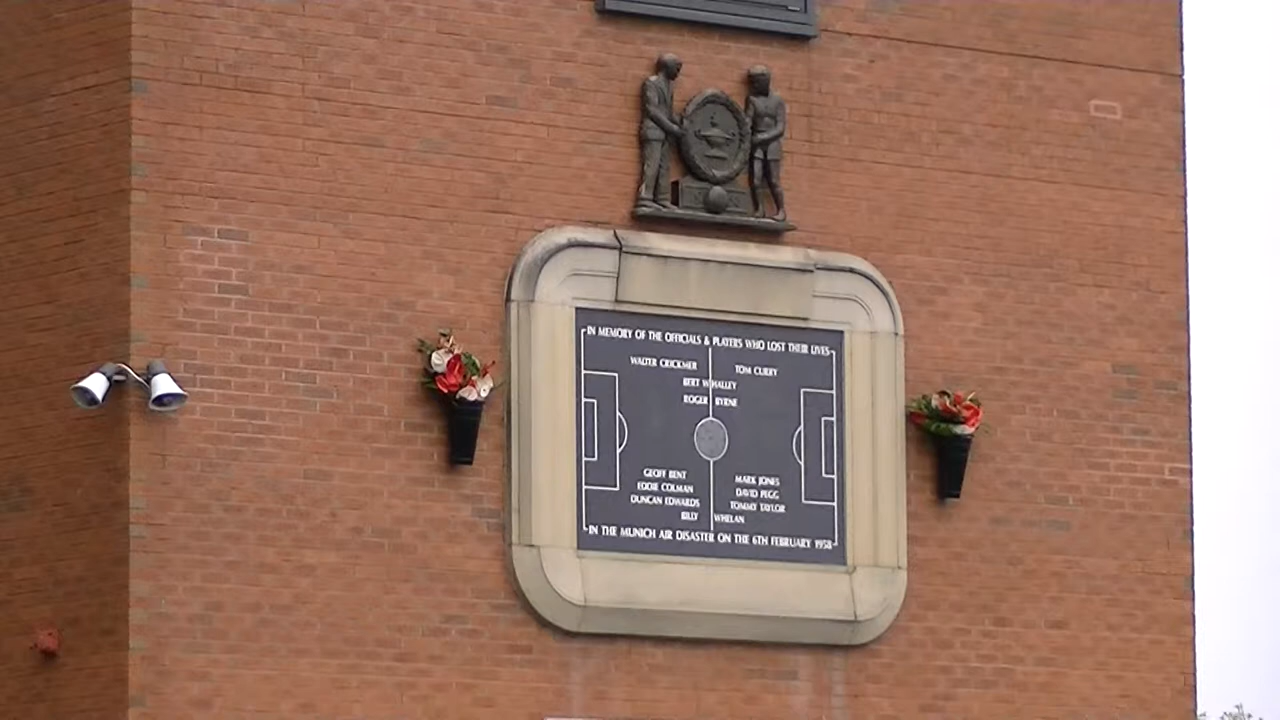 IN MEMORY OF THE OFFICIALS & PLAYERS WHO LOST THEIR LIVES
WALTER CRICKMER TOM CURRY
BERT WHALLEY
ROGER BYRNE
GEOFF BENT MARK JONES
EDDIE COLMAN DAVID PEGG
DUNCAN EDWARDS TOMMY TAYLOR
BILLY WHELAN
IN THE MUNICH AIR DISASTER ON THE 6TH FEBRUARY 1958